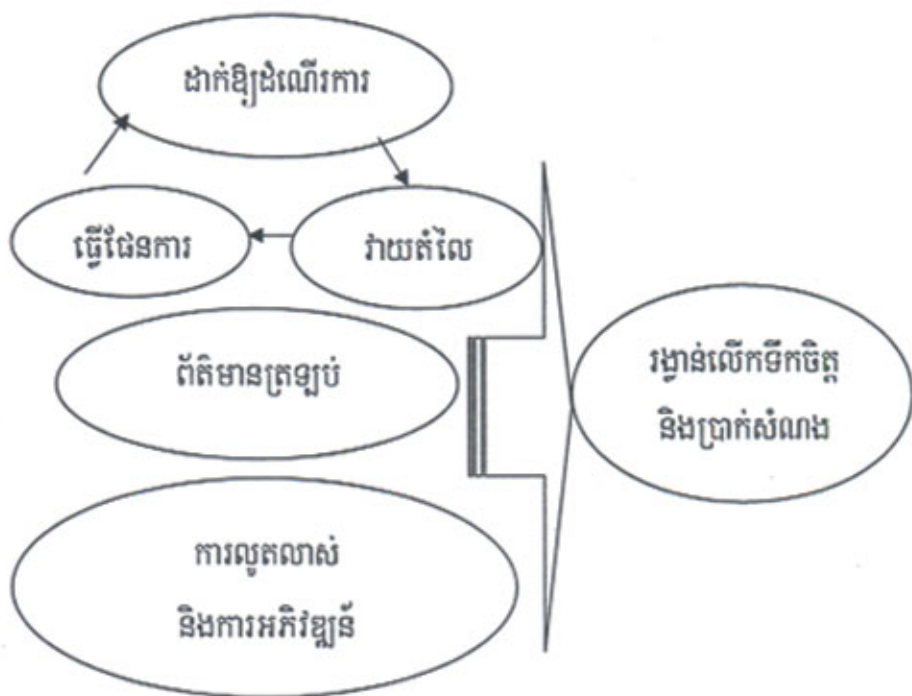 ដាក់ឱ្យដំណើរការ
ធ្វើផែនការ
វាយតំលៃ
ព័ត៌មានត្រឡប់
រង្វាន់លើកទឹកចិត្ត
និងប្រាក់សំណង
ការលូតលាស់
និងការអភិវឌ្ឍន៍